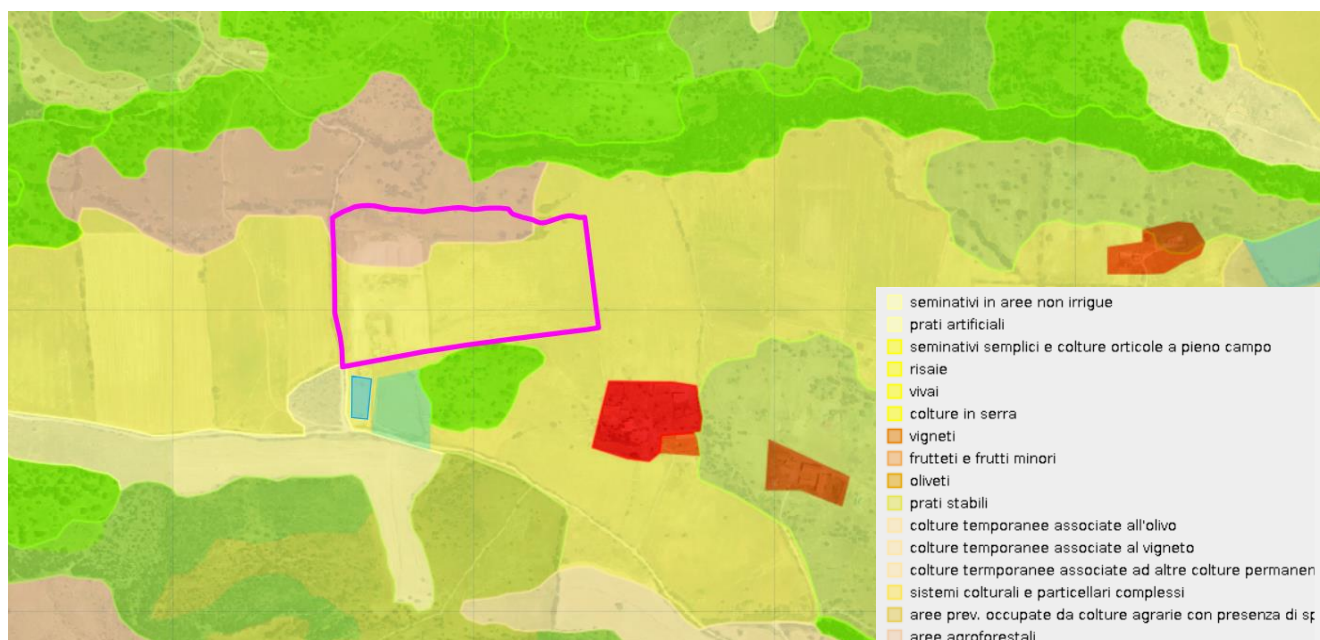 seminativi in aree non irrigue
prati artificiali
seminativi semplici e colture orticole a pieno campo
risaie
vivai
colture in serra
vigneti
frutteti e frutti minori
oliveti
prati stabili
colture temporanee associate all'olivo
colture temporanee associate al vigneto
colture termporanee associate ad altre colture permanen
sistemi colturali e particellari complessi
aree prev. occupate da colture agrarie con presenza di sp
aree agroforestali